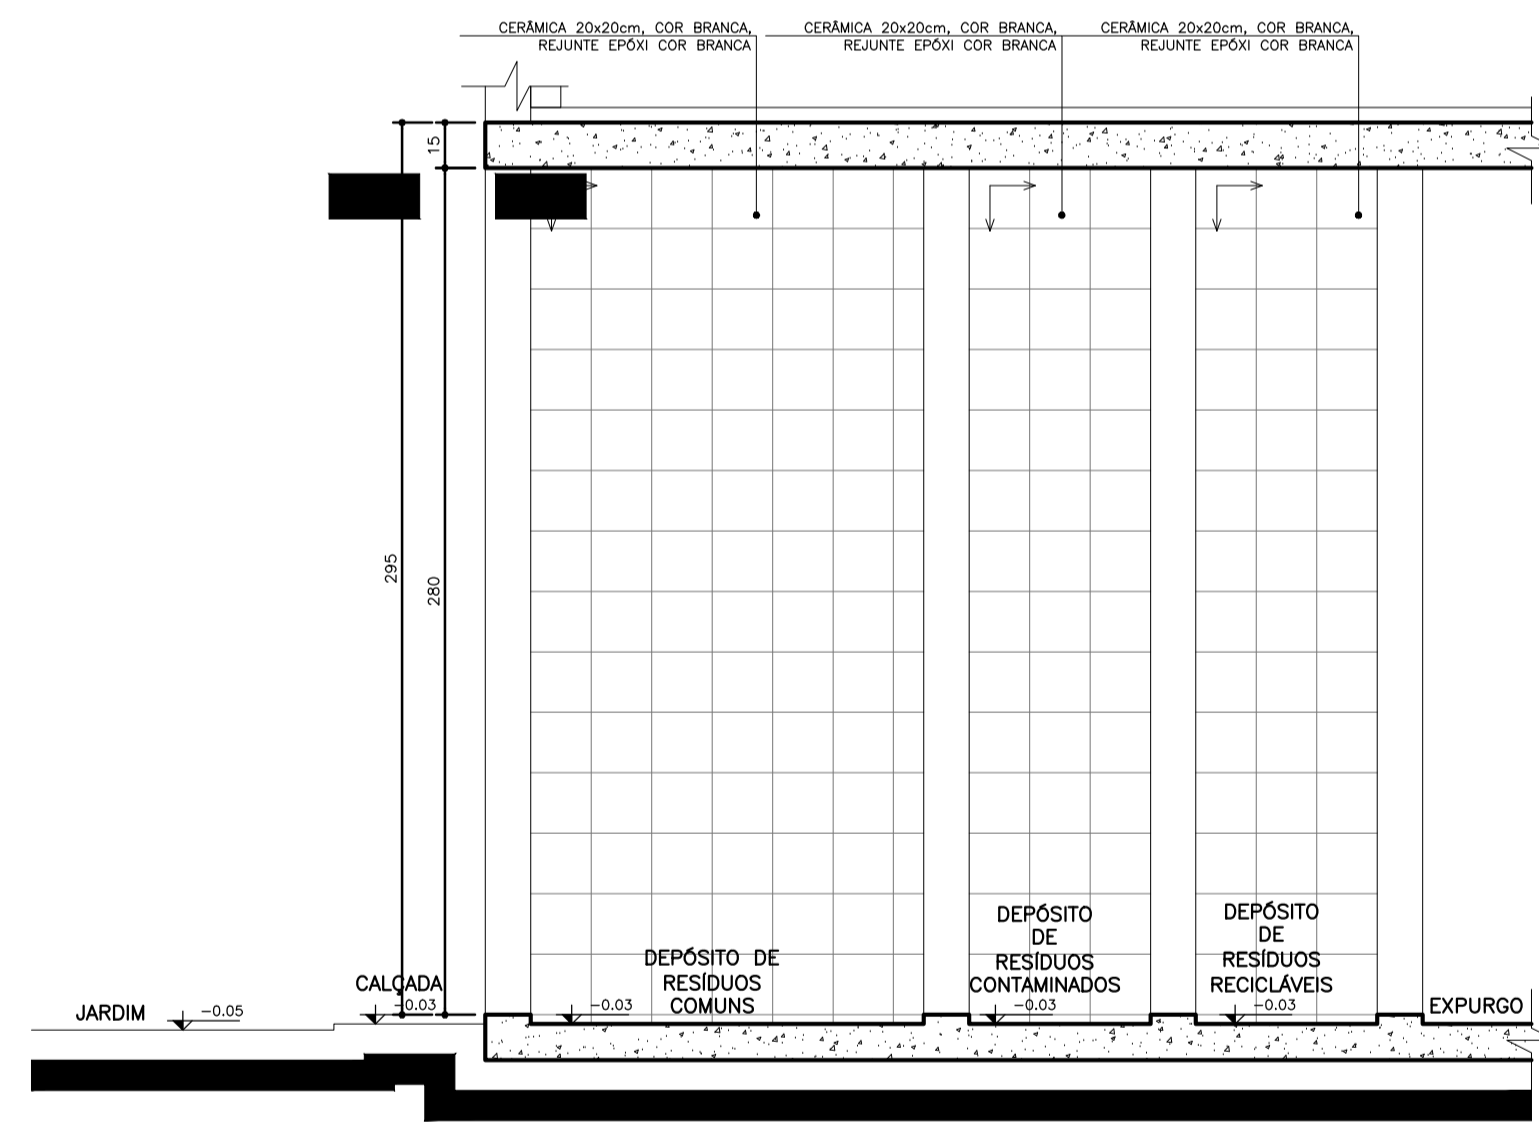 CERÂMICA 20x20cm, COR BRANCA,
REJUNTE EPÓXI COR BRANCA
CERÂMICA 20x20cm, COR BRANCA,
REJUNTE EPÓXI COR BRANCA
CERÂMICA 20x20cm, COR BRANCA,
REJUNTE EPÓXI COR BRANCA
15
295
280
JARDIM
-0.05
CALÇADA
-0.03
-0.03
DEPÓSITO DE
RESÍDUOS
COMUNS
DEPÓSITO
DE
RESÍDUOS
CONTAMINADOS
-0.03
DEPÓSITO
DE
RESÍDUOS
RECICLÁVEIS
-0.03
EXPURGO